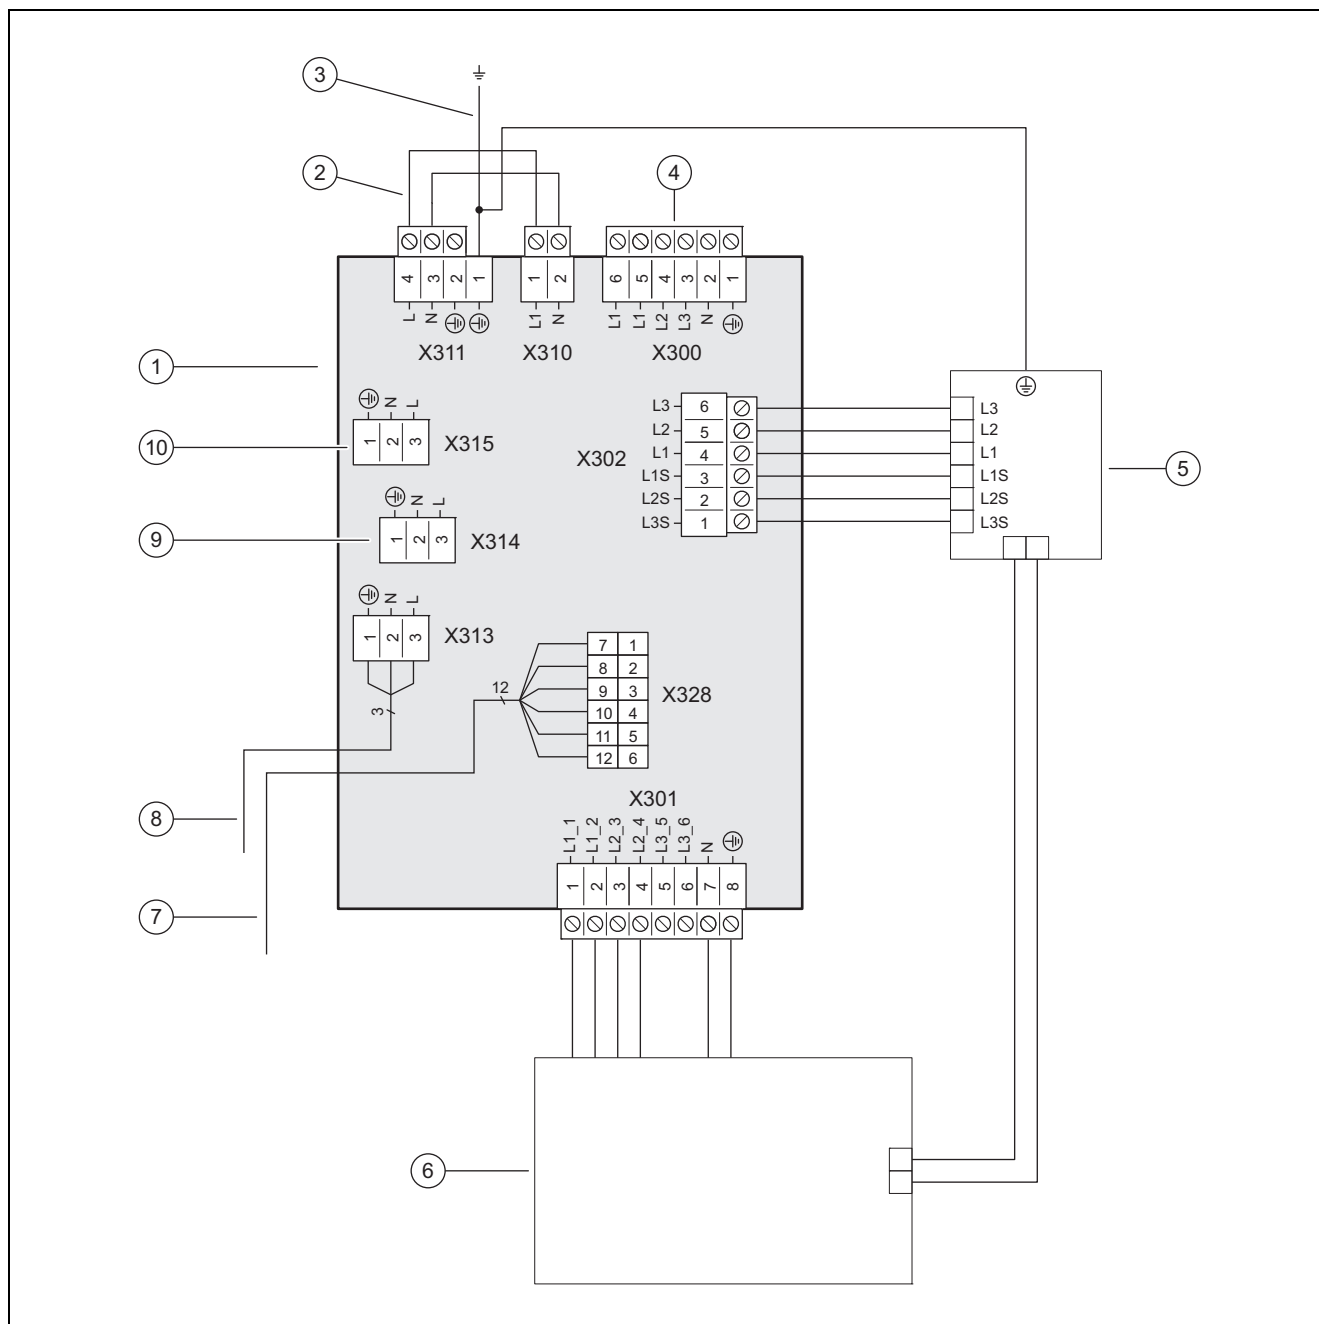 3
2
4
4 3 2 1
L N
X311
1 2
L1 N
X310
6 5 4 3 2 1
L1 L1 L2 L3 N
X300
1
10
N L
1 2 3
X315
9
N L
1 2 3
X314
N L
1 2 3
X313
3
8
7
X302
L3 6
L2 5
L1 4
L1S 3
L2S 2
L3S 1
L3
L2
L1
L1S
L2S
L3S
5
12
7 1
8 2
9 3
10 4
11 5
12 6
X328
X301
L1_1 L1_2 L2_3 L2_4 L3_5 L3_6 N
1 2 3 4 5 6 7 8
6